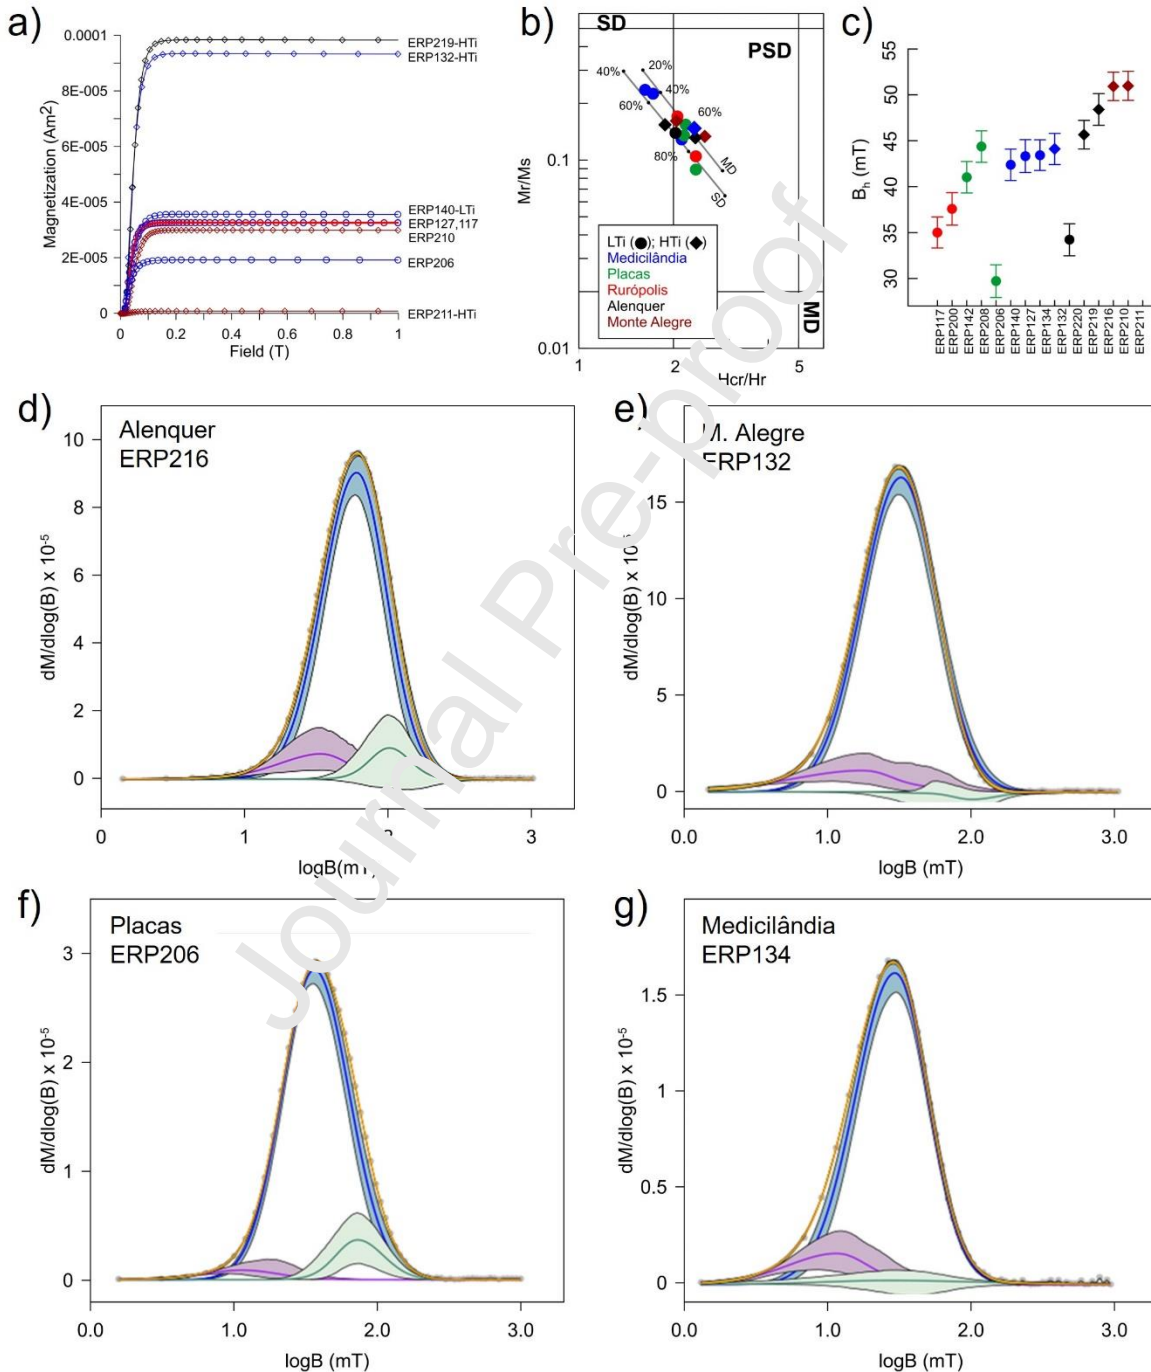 a)
0.0001
8E-005
6E-005
4E-005
2E-005
0
Magnetization (Am²)
0 0.2 0.4 0.6 0.8 1
Field (T)
ERP219-HTi
ERP132-HTi
ERP140-LTi
ERP127,117
ERP210
ERP206
ERP211-HTi
b)
SD
PSD
MD
40%
20%
40%
60%
60%
80%
MD
SD
0.1
0.01
Mr/Ms
LTi (●); HTi (◆)
Medicilândia
Placas
Rurópolis
Alenquer
Monte Alegre
1 2 5
Hcr/Hr
c)
55
50
45
40
35
30
Bh (mT)
ERP117
ERP200
ERP142
ERP208
ERP206
ERP140
ERP127
ERP134
ERP132
ERP220
ERP219
ERP216
ERP210
ERP211
d)
Alenquer
ERP216
10
8
6
4
2
0
dM/dlog(B) x 10⁻⁵
0 1 2 3
logB(mT)
e)
M. Alegre
ERP132
15
10
5
0
dM/dlog(B) x 10⁻⁵
0.0 1.0 2.0 3.0
logB (mT)
f)
Placas
ERP206
3
2
1
0
dM/dlog(B) x 10⁻⁵
0.0 1.0 2.0 3.0
logB (mT)
g)
Medicilândia
ERP134
1.5
1
0.5
0
dM/dlog(B) x 10⁻⁵
0.0 1.0 2.0 3.0
logB (mT)
Journal Pre-proof